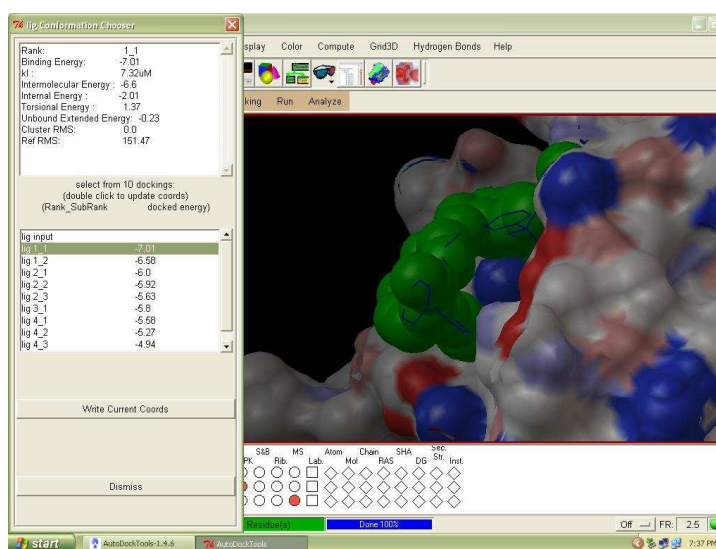 lig Conformation Chooser
Rank: 1_1
Binding Energy: -7.01
kI : 7.32uM
Intermolecular Energy : -6.6
Internal Energy : -2.01
Torsional Energy : 1.37
Unbound Extended Energy: -0.23
Cluster RMS: 0.0
Ref RMS: 151.47
select from 10 dockings:
(double click to update coords)
(Rank_SubRank docked energy)
lig input
lig 1_1 -7.01
lig 1_2 -6.58
lig 2_1 -6.0
lig 2_2 -5.92
lig 2_3 -5.63
lig 3_1 -5.8
lig 4_1 -5.58
lig 4_2 -5.27
lig 4_3 -4.94
Write Current Coords
Dismiss
splay Color Compute Grid3D Hydrogen Bonds Help
king Run Analyze
S&B MS Atom Chain SHA Sec.
PK Rib. Lab. Mol RAS DG Str. Inst.
Residue(s) Done 100% Off FR: 2.5
start AutoDockTools-1.4.6 AutoDockTools 7:37 PM